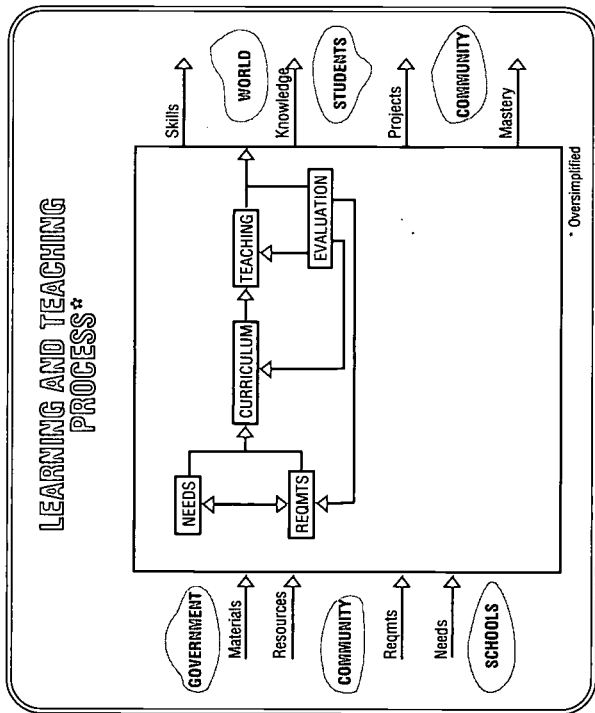 LEARNING AND TEACHING
PROCESS*
GOVERNMENT
Materials
Resources
COMMUNITY
Reqmts
Needs
SCHOOLS
NEEDS
REQMTS
CURRICULUM
TEACHING
EVALUATION
Skills
WORLD
Knowledge
STUDENTS
Projects
COMMUNITY
Mastery
* Oversimplified